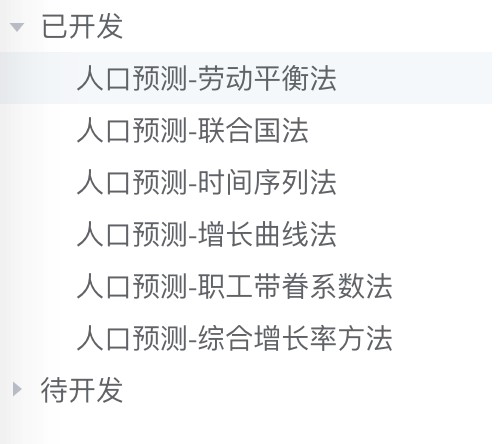 已开发
人口预测-劳动平衡法
人口预测-联合国法
人口预测-时间序列法
人口预测-增长曲线法
人口预测-职工带眷系数法
人口预测-综合增长率方法
待开发